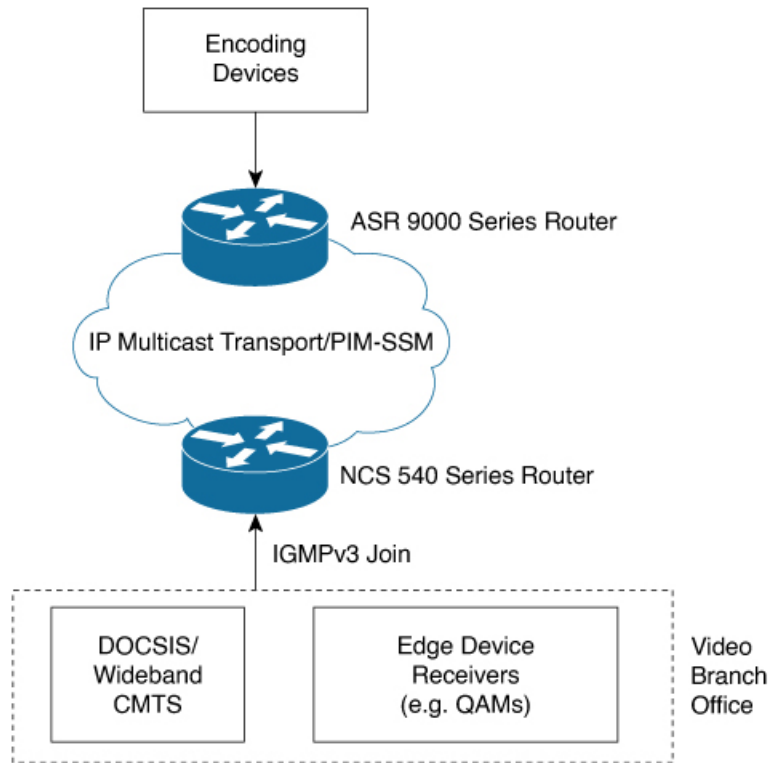 Encoding
Devices
ASR 9000 Series Router
IP Multicast Transport/PIM-SSM
NCS 540 Series Router
IGMPv3 Join
DOCSIS/
Wideband
CMTS
Edge Device
Receivers
(e.g. QAMs)
Video
Branch
Office